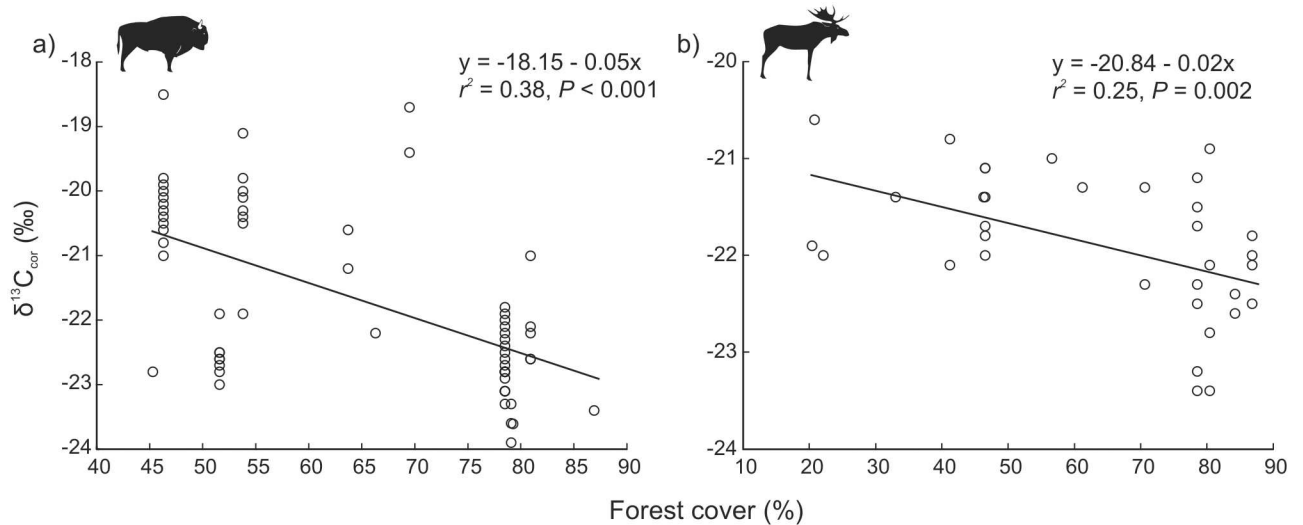 a)
y = -18.15 - 0.05x
r² = 0.38, P < 0.001
-18
-19
-20
-21
-22
-23
-24
40 45 50 55 60 65 70 75 80 85 90
b)
y = -20.84 - 0.02x
r² = 0.25, P = 0.002
-20
-21
-22
-23
-24
10 20 30 40 50 60 70 80 90
δ¹³C_cor (‰)
Forest cover (%)